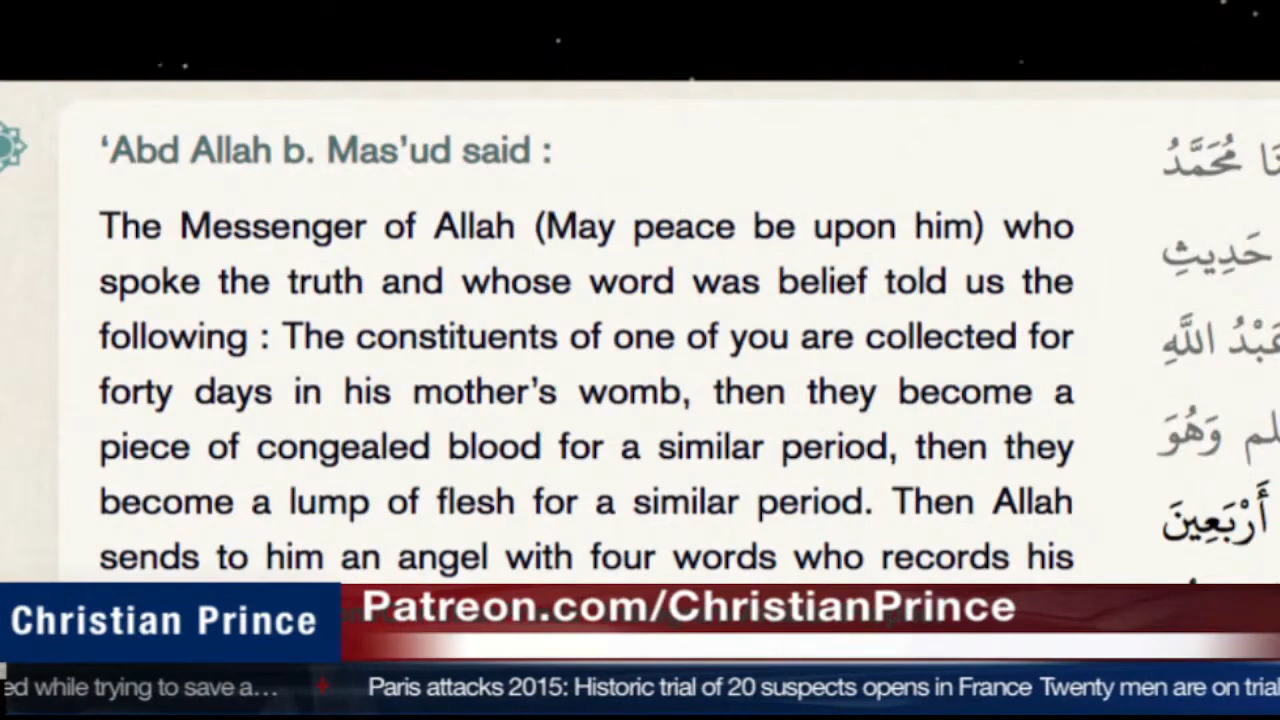 ‘Abd Allah b. Mas’ud said :
The Messenger of Allah (May peace be upon him) who
spoke the truth and whose word was belief told us the
following : The constituents of one of you are collected for
forty days in his mother’s womb, then they become a
piece of congealed blood for a similar period, then they
become a lump of flesh for a similar period. Then Allah
sends to him an angel with four words who records his
مُحَمَّدُ
حَدِيثِ
عَبْدُ اللَّهِ
وَهُوَ
أَرْبَعِينَ
Christian Prince
Patreon.com/ChristianPrince
ed while trying to save a… Paris attacks 2015: Historic trial of 20 suspects opens in France Twenty men are on trial